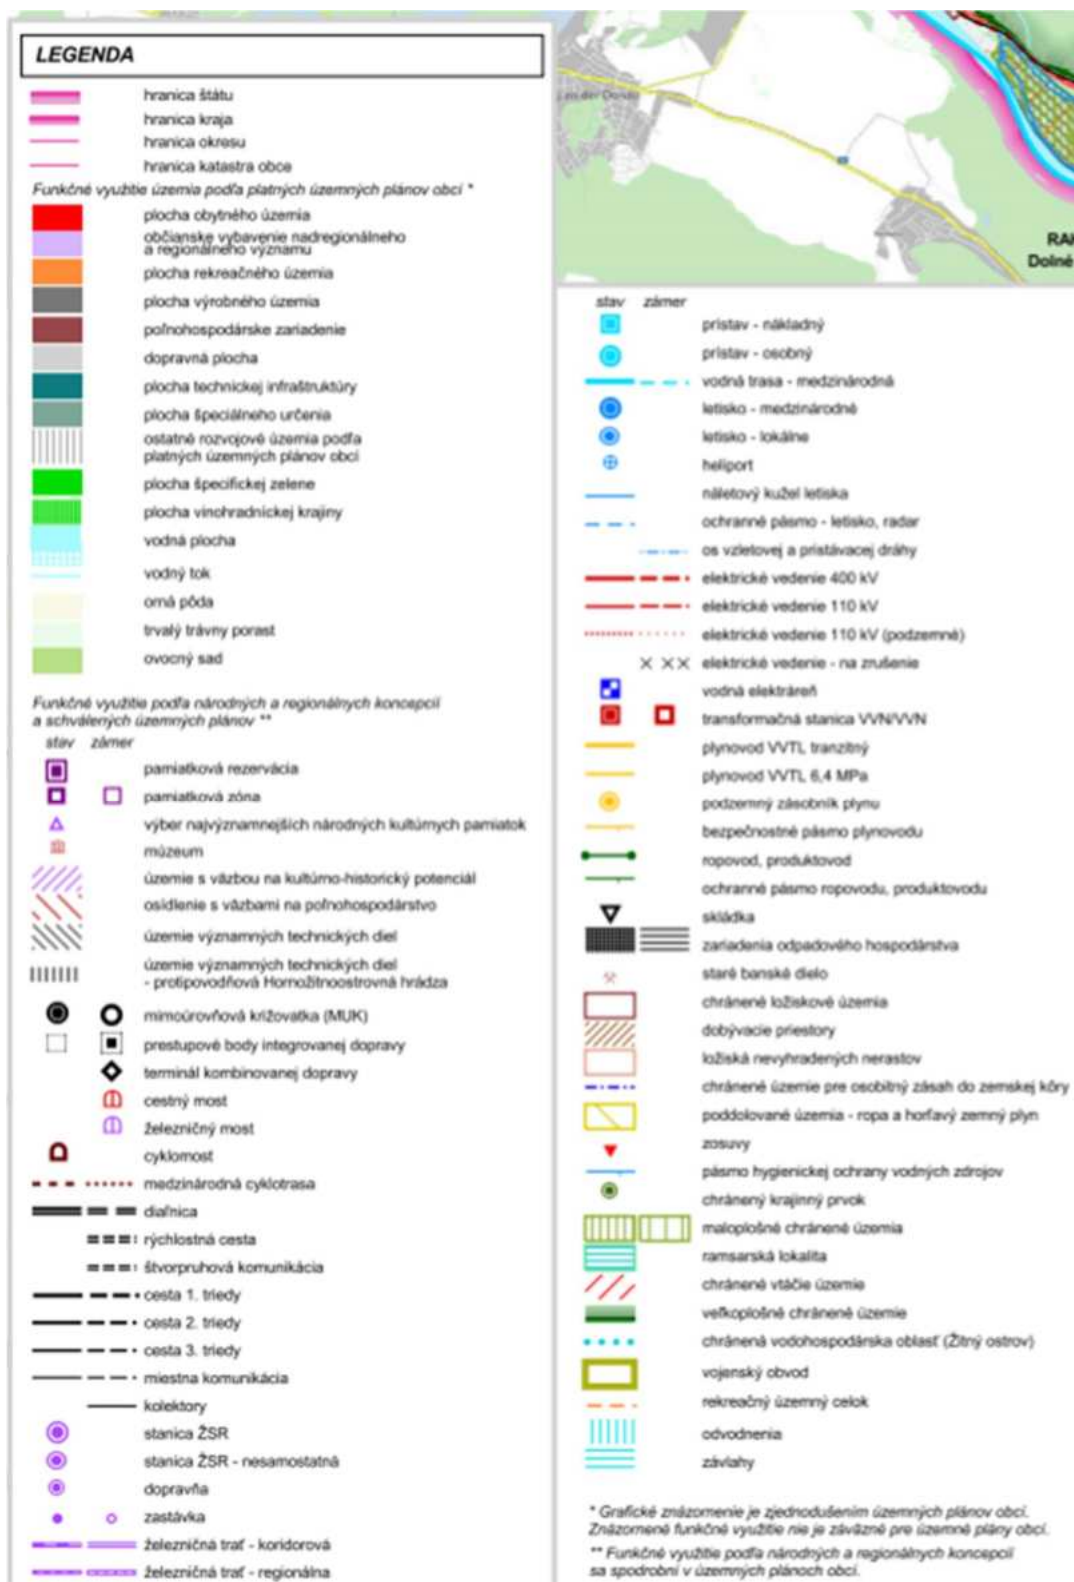 LEGENDA
hranica štátu
hranica kraja
hranica okresu
hranica katastra obce
Funkčné využitie územia podľa platných územných plánov obcí *
plocha obytného územia
občianske vybavenie nadregionálneho
a regionálneho významu
plocha rekreačného územia
plocha výrobného územia
poľnohospodárske zariadenie
dopravná plocha
plocha technickej infraštruktúry
plocha špeciálneho určenia
ostatné rozvojové územia podľa
platných územných plánov obcí
plocha špecifickej zelene
plocha vinohradníckej krajiny
vodná plocha
vodný tok
orná pôda
trvalý trávny porast
ovocný sad
Funkčné využitie podľa národných a regionálnych koncepcií
a schválených územných plánov **
stav zámer
pamiatková rezervácia
pamiatková zóna
výber najvýznamnejších národných kultúrnych pamiatok
múzeum
územie s väzbou na kultúrno-historický potenciál
osídlenie s väzbami na poľnohospodárstvo
územie významných technických diel
územie významných technických diel
- protipovodňová Hornožitnoostrovná hrádza
mimoúrovňová križovatka (MUK)
prestupové body integrovanej dopravy
terminál kombinovanej dopravy
cestný most
železničný most
cyklomost
medzinárodná cyklotrasa
diaľnica
rýchlostná cesta
štvorpruhová komunikácia
cesta 1. triedy
cesta 2. triedy
cesta 3. triedy
miestna komunikácia
kolektory
stanica ŽSR
stanica ŽSR - nesamostatná
dopravňa
zastávka
železničná trať - koridorová
železničná trať - regionálna
an der Donau
RAK
Dolné
stav zámer
prístav - nákladný
prístav - osobný
vodná trasa - medzinárodná
letisko - medzinárodné
letisko - lokálne
heliport
náletový kužeľ letiska
ochranné pásmo - letisko, radar
os vzletovej a pristávacej dráhy
elektrické vedenie 400 kV
elektrické vedenie 110 kV
elektrické vedenie 110 kV (podzemné)
elektrické vedenie - na zrušenie
vodná elektráreň
transformačná stanica VVN/VVN
plynovod VVTL tranzitný
plynovod VVTL 6,4 MPa
podzemný zásobník plynu
bezpečnostné pásmo plynovodu
ropovod, produktovod
ochranné pásmo ropovodu, produktovodu
skládka
zariadenia odpadového hospodárstva
staré banské dielo
chránené ložiskové územia
dobývacie priestory
ložiská nevyhradených nerastov
chránené územie pre osobitný zásah do zemskej kôry
poddolované územia - ropa a horľavý zemný plyn
zosuvy
pásmo hygienickej ochrany vodných zdrojov
chránený krajinný prvok
maloplošné chránené územia
ramsarská lokalita
chránené vtáčie územie
veľkoplošné chránené územie
chránená vodohospodárska oblasť (Žitný ostrov)
vojenský obvod
rekreačný územný celok
odvodnenia
závlahy
* Grafické znázornenie je zjednodušením územných plánov obcí.
Znázornené funkčné využitie nie je záväzné pre územné plány obcí.
** Funkčné využitie podľa národných a regionálnych koncepcií
sa spodrobní v územných plánoch obcí.